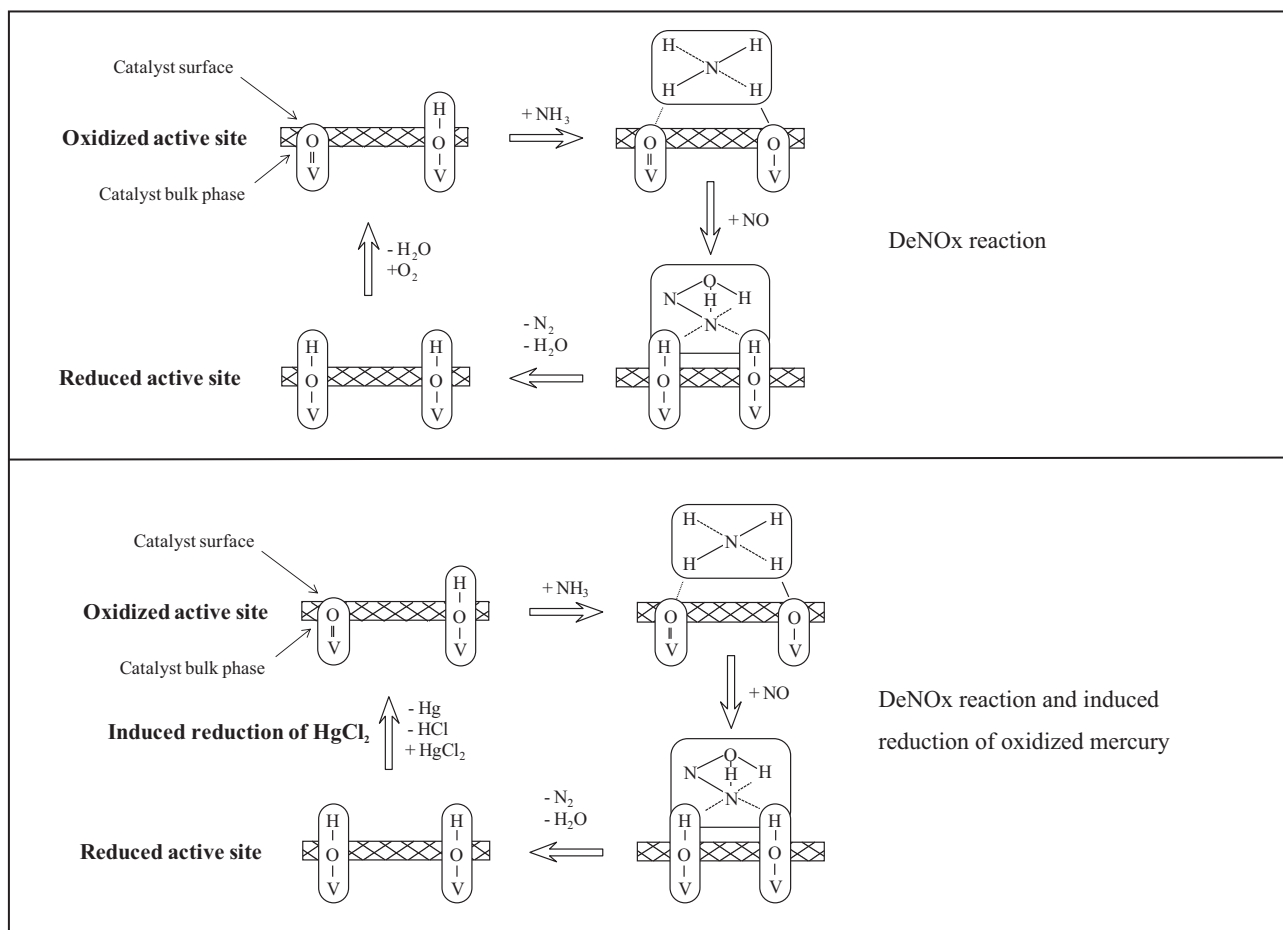 H H
Catalyst surface
N
H
H H
+ NH₃
Oxidized active site
O
O
O
V
V
V
V
Catalyst bulk phase
+ NO
- H₂O
+O₂
DeNOx reaction
O
N H H
- N₂
N
- H₂O
H H H H
Reduced active site
O O O O
V V V V
H H
Catalyst surface
N
H H
H
+ NH₃
Oxidized active site
O
O
O
O
V
V
V
V
Catalyst bulk phase
+ NO
Induced reduction of HgCl₂
- Hg
- HCl
+ HgCl₂
DeNOx reaction and induced
reduction of oxidized mercury
O
N H H
- N₂
N
- H₂O
H H H H
Reduced active site
O O O O
V V V V